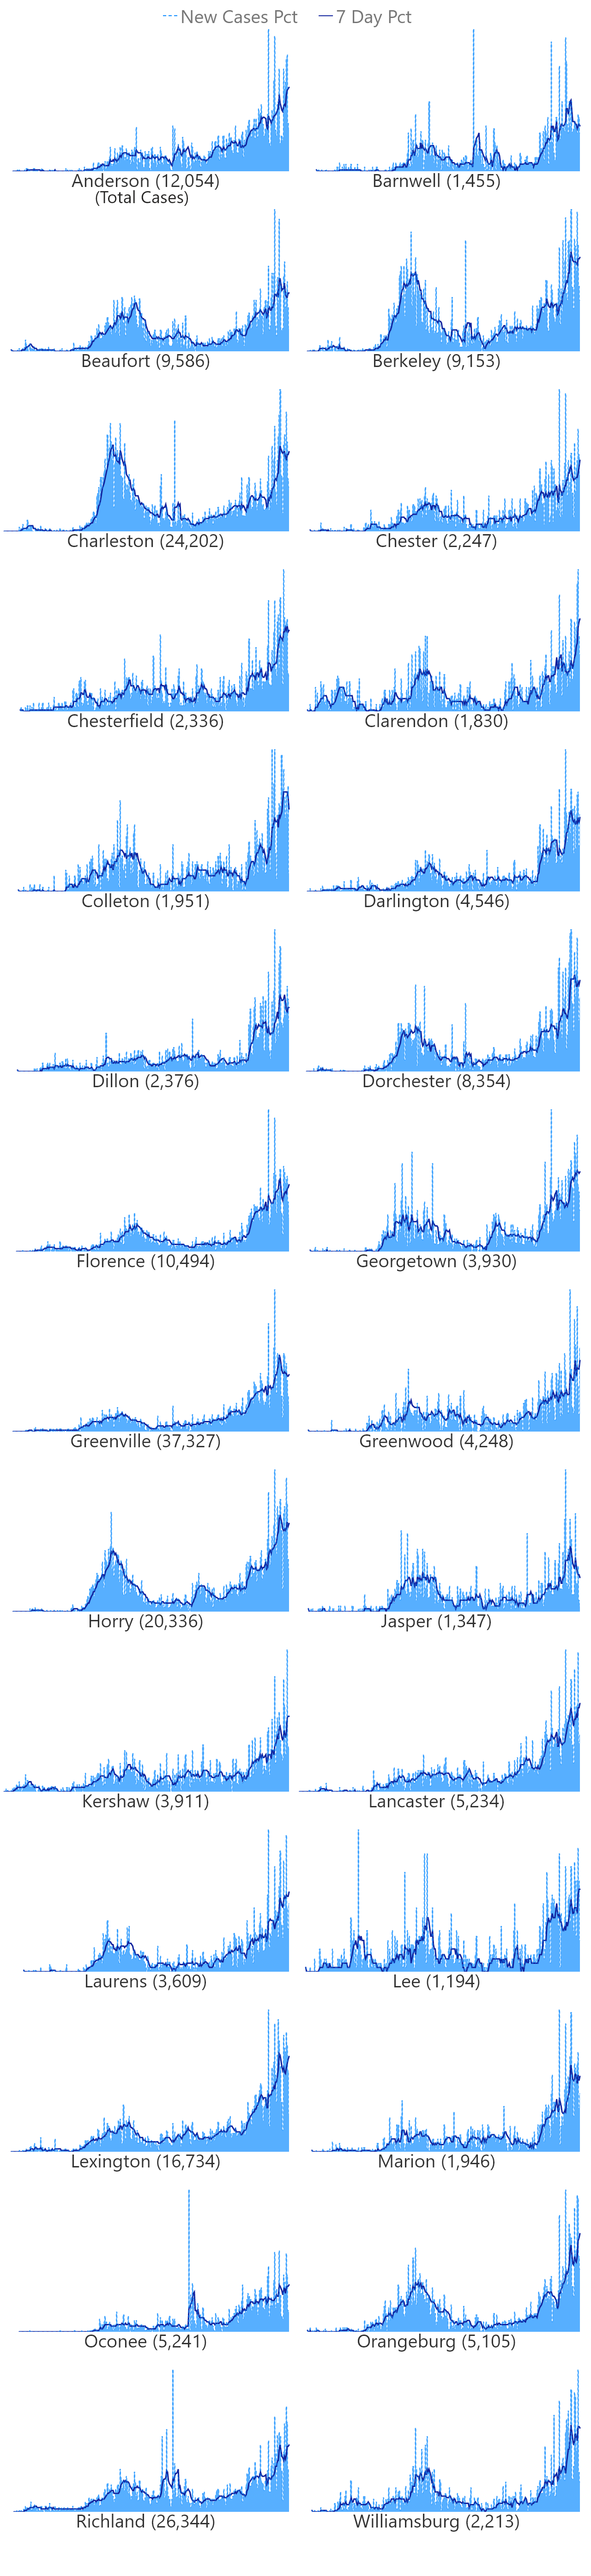 New Cases Pct 7 Day Pct
Anderson (12,054) Barnwell (1,455)
(Total Cases)
Beaufort (9,586) Berkeley (9,153)
Charleston (24,202) Chester (2,247)
Chesterfield (2,336) Clarendon (1,830)
Colleton (1,951) Darlington (4,546)
Dillon (2,376) Dorchester (8,354)
Florence (10,494) Georgetown (3,930)
Greenville (37,327) Greenwood (4,248)
Horry (20,336) Jasper (1,347)
Kershaw (3,911) Lancaster (5,234)
Laurens (3,609) Lee (1,194)
Lexington (16,734) Marion (1,946)
Oconee (5,241) Orangeburg (5,105)
Richland (26,344) Williamsburg (2,213)